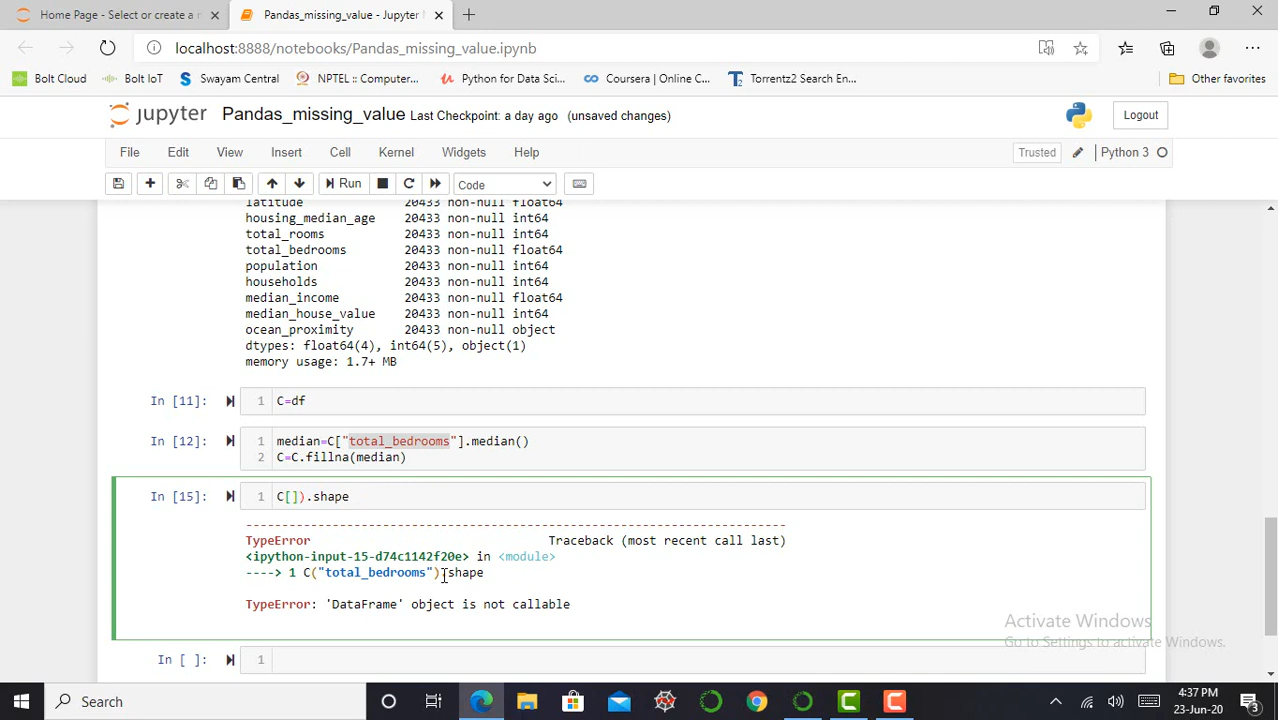 Home Page - Select or create a n
Pandas_missing_value - Jupyter N
localhost:8888/notebooks/Pandas_missing_value.ipynb
Bolt Cloud
Bolt IoT
Swayam Central
NPTEL :: Computer...
Python for Data Sci...
Coursera | Online C...
Torrentz2 Search En...
Other favorites
jupyter Pandas_missing_value Last Checkpoint: a day ago (unsaved changes)
Logout
File Edit View Insert Cell Kernel Widgets Help
Trusted
Python 3
Run
Code
latitude 20433 non-null float64
housing_median_age 20433 non-null int64
total_rooms 20433 non-null int64
total_bedrooms 20433 non-null float64
population 20433 non-null int64
households 20433 non-null int64
median_income 20433 non-null float64
median_house_value 20433 non-null int64
ocean_proximity 20433 non-null object
dtypes: float64(4), int64(5), object(1)
memory usage: 1.7+ MB
In [11]: 1 C=df
In [12]: 1 median=C["total_bedrooms"].median()
2 C=C.fillna(median)
In [15]: 1 C[]).shape
---------------------------------------------------------------------------
TypeError Traceback (most recent call last)
<ipython-input-15-d74c1142f20e> in <module>
----> 1 C("total_bedrooms").shape
TypeError: 'DataFrame' object is not callable
In [ ]: 1
Activate Windows
Go to Settings to activate Windows.
Search
4:37 PM
23-Jun-20
3